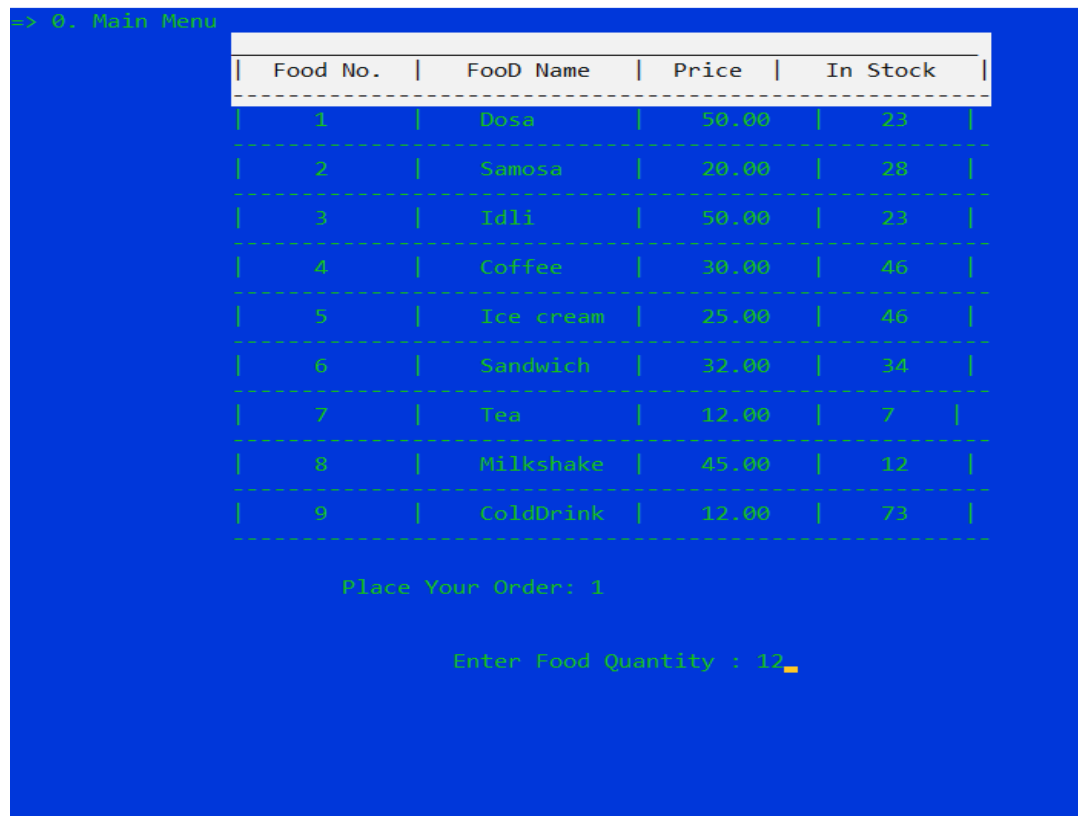 => 0. Main Menu
| Food No. | FooD Name | Price | In Stock |
| 1 | Dosa | 50.00 | 23 |
| 2 | Samosa | 20.00 | 28 |
| 3 | Idli | 50.00 | 23 |
| 4 | Coffee | 30.00 | 46 |
| 5 | Ice cream | 25.00 | 46 |
| 6 | Sandwich | 32.00 | 34 |
| 7 | Tea | 12.00 | 7 |
| 8 | Milkshake | 45.00 | 12 |
| 9 | ColdDrink | 12.00 | 73 |
Place Your Order: 1
Enter Food Quantity : 12